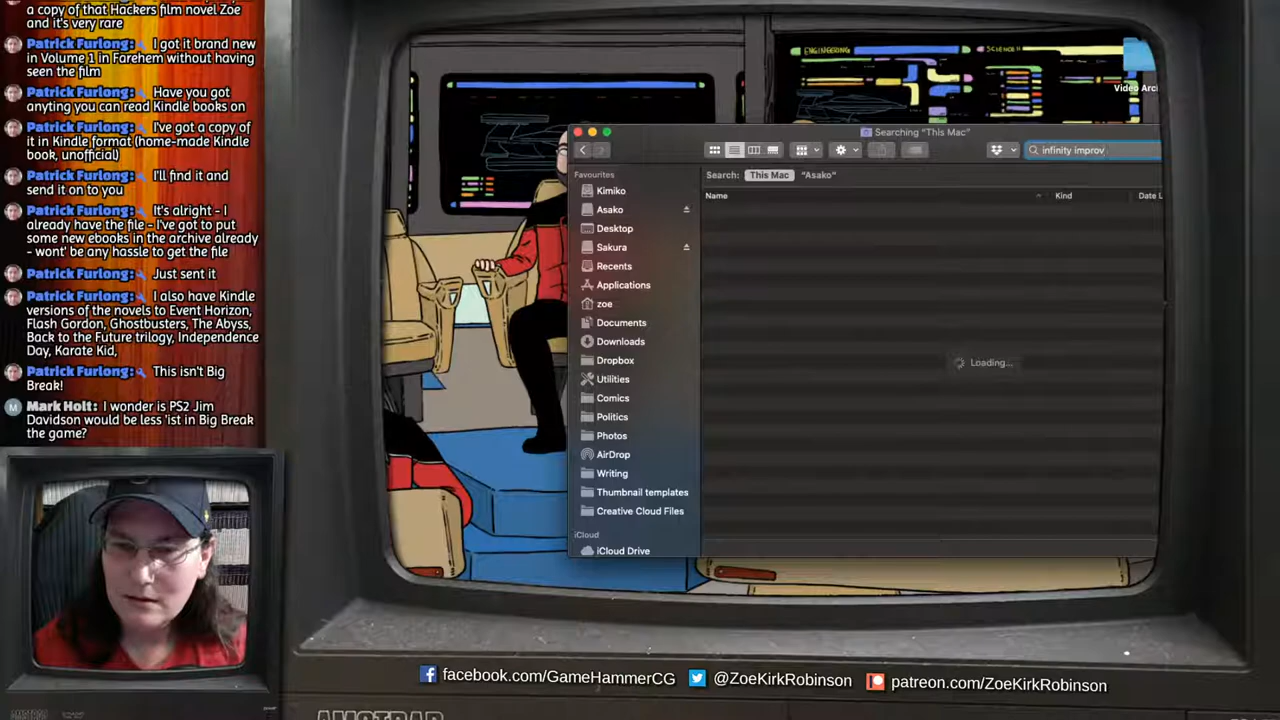 a copy of that Hackers film novel Zoe
and it's very rare
Patrick Furlong: I got it brand new
in Volume 1 in Farehem without having
seen the film
Patrick Furlong: Have you got
anyting you can read Kindle books on
Patrick Furlong: I've got a copy
of it in Kindle format (home-made Kindle
book, unofficial)
Patrick Furlong: I'll find it and
send it on to you
Patrick Furlong: It's alright - I
already have the file - I've got to put
some new ebooks in the archive already
- wont' be any hassle to get the file
Patrick Furlong: Just sent it
Patrick Furlong: I also have Kindle
versions of the novels to Event Horizon,
Flash Gordon, Ghostbusters, The Abyss,
Back to the Future trilogy, Independence
Day, Karate Kid,
Patrick Furlong: This isn't Big
Break!
M
Mark Holt: I wonder is PS2 Jim
Davidson would be less 'ist in Big Break
the game?
ENGINEERING
SCIENCE II
Video Arc
Searching "This Mac"
infinity improv
Search: This Mac "Asako"
Name
Kind
Date L
Loading...
Favourites
Kimiko
Asako
Desktop
Sakura
Recents
Applications
zoe
Documents
Downloads
Dropbox
Utilities
Comics
Politics
Photos
AirDrop
Writing
Thumbnail templates
Creative Cloud Files
iCloud
iCloud Drive
facebook.com/GameHammerCG
@ZoeKirkRobinson
patreon.com/ZoeKirkRobinson